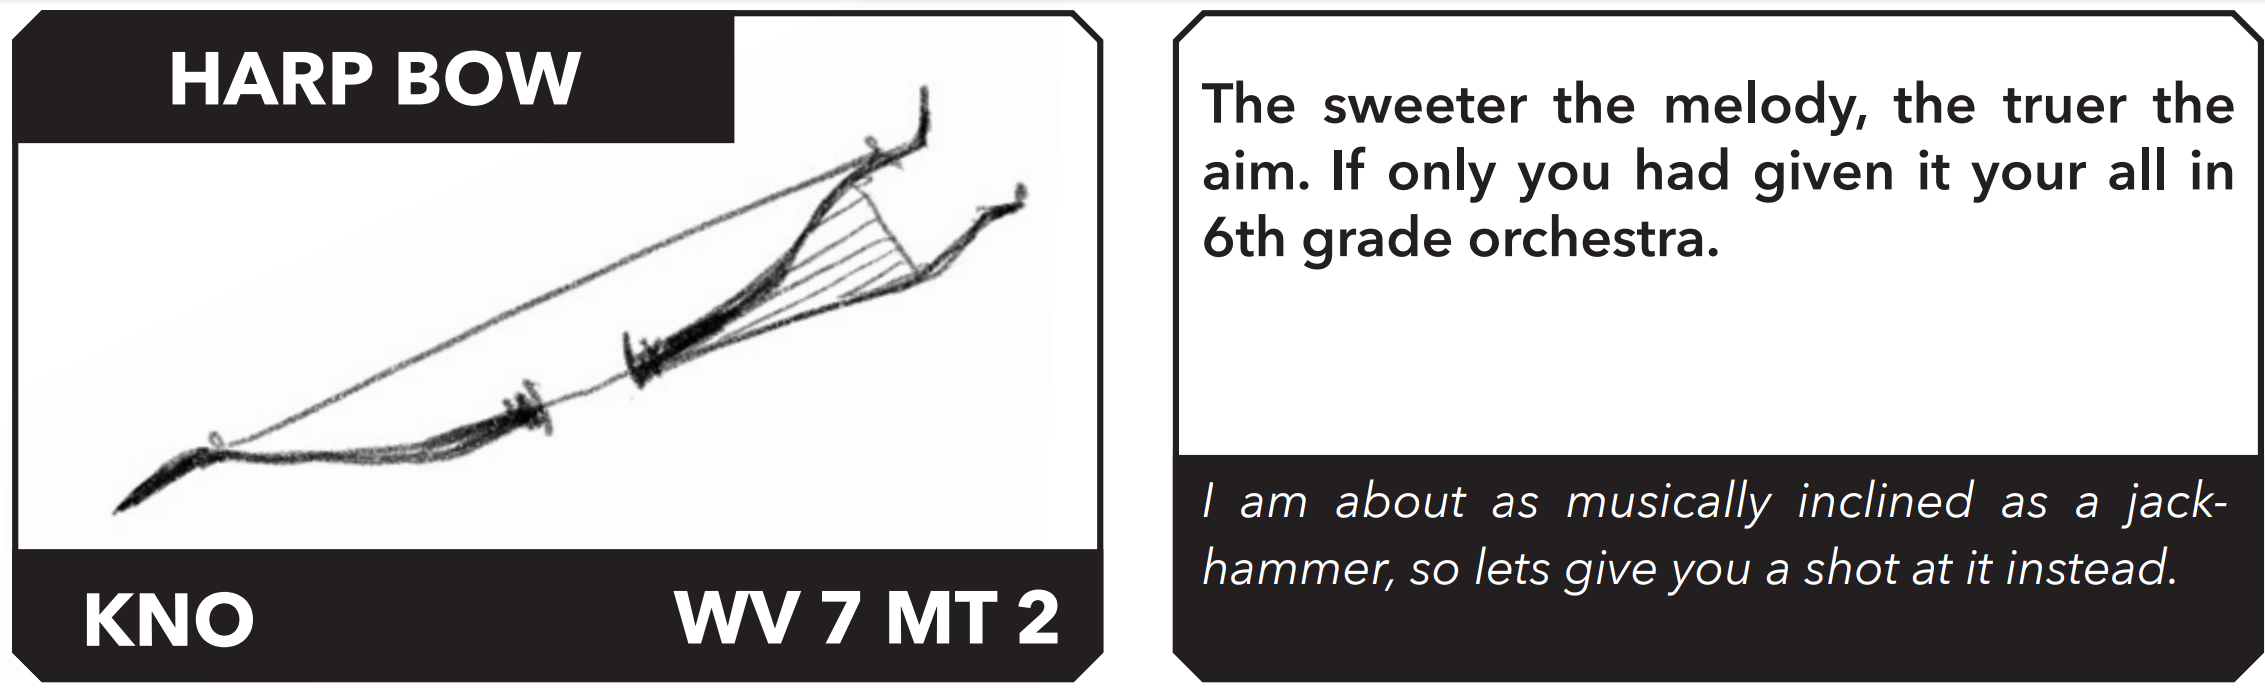 HARP BOW
KNO
WV 7 MT 2
The sweeter the melody, the truer the
aim. If only you had given it your all in
6th grade orchestra.
I am about as musically inclined as a jack-
hammer, so lets give you a shot at it instead.